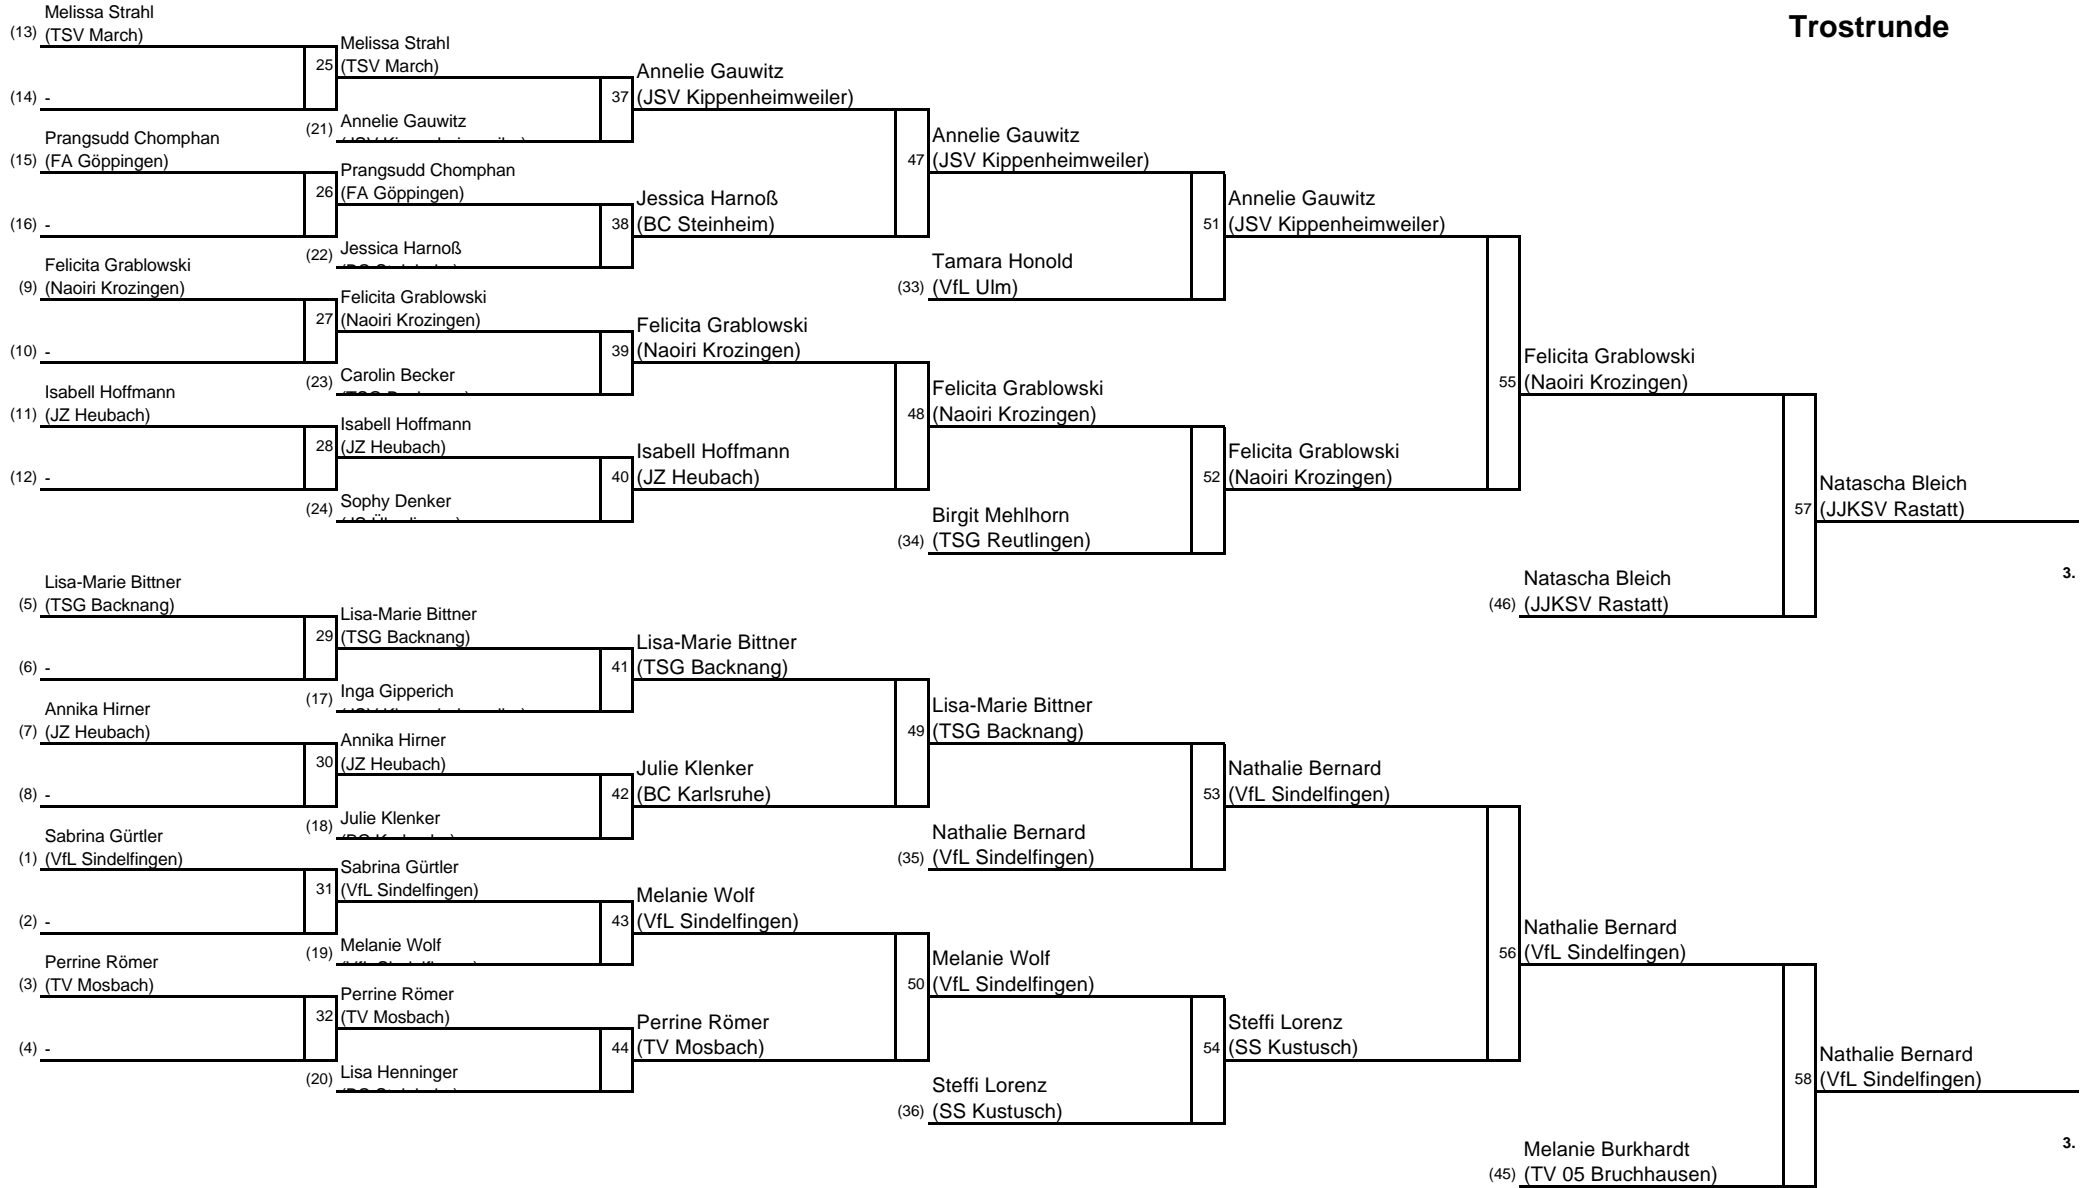 Trostrunde
Melissa Strahl
(13) (TSV March)
(14) -
Prangsudd Chomphan
(15) (FA Göppingen)
(16) -
Felicita Grablowski
(9) (Naoiri Krozingen)
(10) -
Isabell Hoffmann
(11) (JZ Heubach)
(12) -
Lisa-Marie Bittner
(5) (TSG Backnang)
(6) -
Annika Hirner
(7) (JZ Heubach)
(8) -
Sabrina Gürtler
(1) (VfL Sindelfingen)
(2) -
Perrine Römer
(3) (TV Mosbach)
(4) -
Melissa Strahl
25 (TSV March)
(21) Annelie Gauwitz
Prangsudd Chomphan
26 (FA Göppingen)
(22) Jessica Harnoß
Felicita Grablowski
27 (Naoiri Krozingen)
(23) Carolin Becker
Isabell Hoffmann
28 (JZ Heubach)
(24) Sophy Denker
Lisa-Marie Bittner
29 (TSG Backnang)
(17) Inga Gipperich
Annika Hirner
30 (JZ Heubach)
(18) Julie Klenker
Sabrina Gürtler
31 (VfL Sindelfingen)
(19) Melanie Wolf
Perrine Römer
32 (TV Mosbach)
(20) Lisa Henninger
Annelie Gauwitz
37 (JSV Kippenheimweiler)
Jessica Harnoß
38 (BC Steinheim)
Felicita Grablowski
39 (Naoiri Krozingen)
Isabell Hoffmann
40 (JZ Heubach)
Lisa-Marie Bittner
41 (TSG Backnang)
Julie Klenker
42 (BC Karlsruhe)
Melanie Wolf
43 (VfL Sindelfingen)
Perrine Römer
44 (TV Mosbach)
Annelie Gauwitz
47 (JSV Kippenheimweiler)
Tamara Honold
(33) (VfL Ulm)
Felicita Grablowski
48 (Naoiri Krozingen)
Birgit Mehlhorn
(34) (TSG Reutlingen)
Lisa-Marie Bittner
49 (TSG Backnang)
Nathalie Bernard
(35) (VfL Sindelfingen)
Melanie Wolf
50 (VfL Sindelfingen)
Steffi Lorenz
(36) (SS Kustusch)
Annelie Gauwitz
51 (JSV Kippenheimweiler)
Felicita Grablowski
52 (Naoiri Krozingen)
Nathalie Bernard
53 (VfL Sindelfingen)
Steffi Lorenz
54 (SS Kustusch)
Felicita Grablowski
55 (Naoiri Krozingen)
Natascha Bleich
(46) (JJKSV Rastatt)
Nathalie Bernard
56 (VfL Sindelfingen)
Melanie Burkhardt
(45) (TV 05 Bruchhausen)
Natascha Bleich
57 (JJKSV Rastatt)
3.
Nathalie Bernard
58 (VfL Sindelfingen)
3.